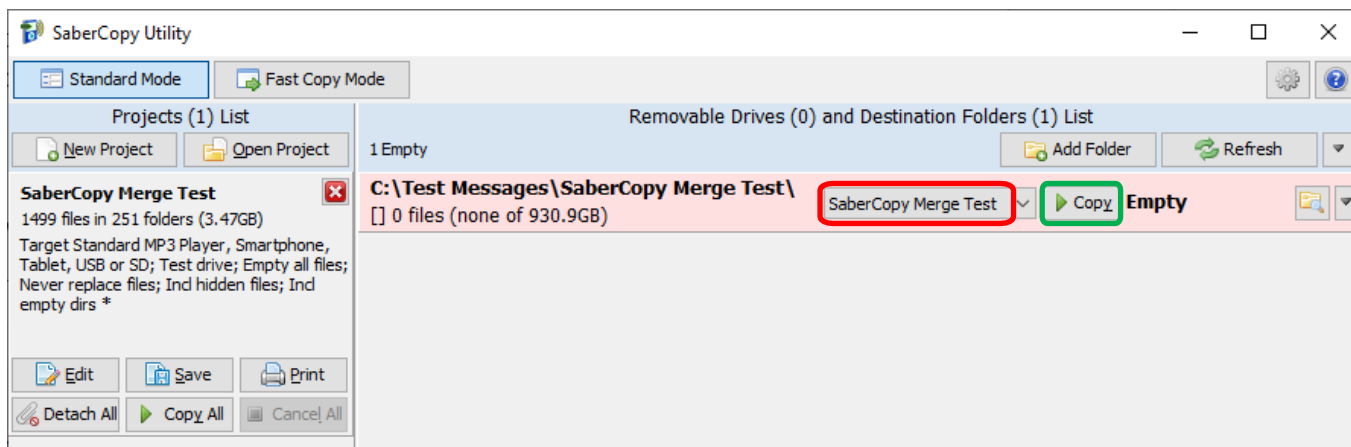 SaberCopy Utility
Standard Mode
Fast Copy Mode
Projects (1) List
Removable Drives (0) and Destination Folders (1) List
New Project
Open Project
1 Empty
Add Folder
Refresh
SaberCopy Merge Test
1499 files in 251 folders (3.47GB)
Target Standard MP3 Player, Smartphone,
Tablet, USB or SD; Test drive; Empty all files;
Never replace files; Incl hidden files; Incl
empty dirs *
C:\Test Messages\SaberCopy Merge Test\
[] 0 files (none of 930.9GB)
SaberCopy Merge Test
Copy
Empty
Edit
Save
Print
Detach All
Copy All
Cancel All